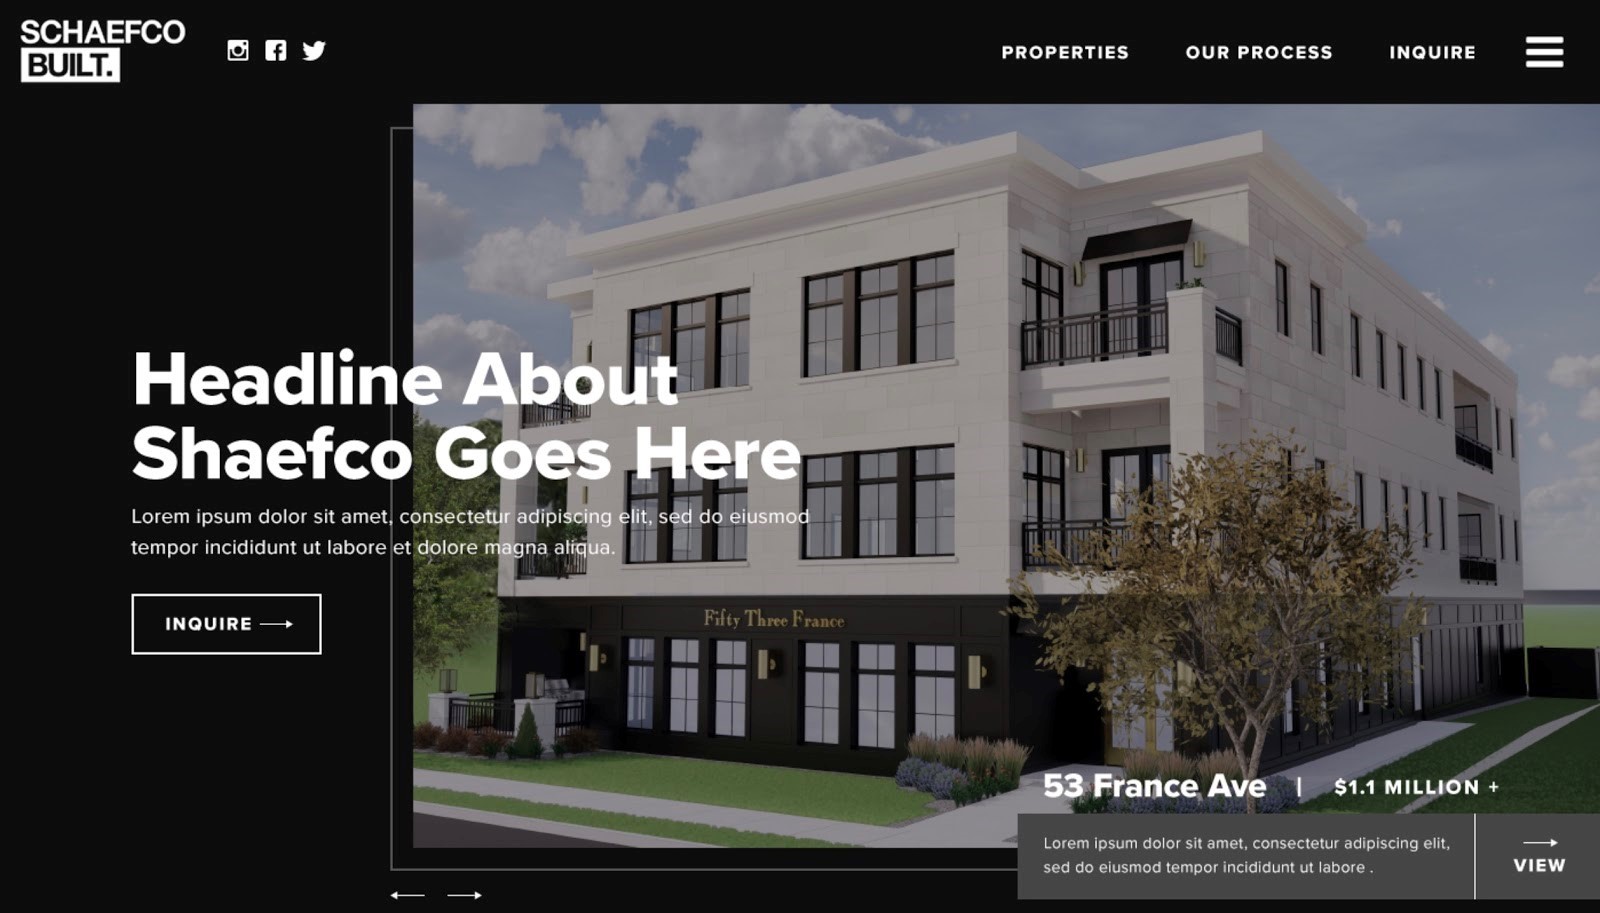 SCHAEFCO
BUILT.
PROPERTIES
OUR PROCESS
INQUIRE
Headline About
Shaefco Goes Here
Lorem ipsum dolor sit amet, consectetur adipiscing elit, sed do eiusmod
tempor incididunt ut labore et dolore magna aliqua.
INQUIRE
Fifty Three France
53 France Ave | $1.1 MILLION +
Lorem ipsum dolor sit amet, consectetur adipiscing elit,
sed do eiusmod tempor incididunt ut labore .
VIEW